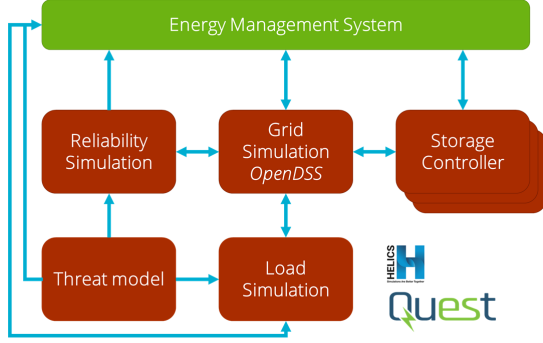 Energy Management System
Reliability
Simulation
Grid
Simulation
OpenDSS
Storage
Controller
Threat model
Load
Simulation
HELICS
Quest